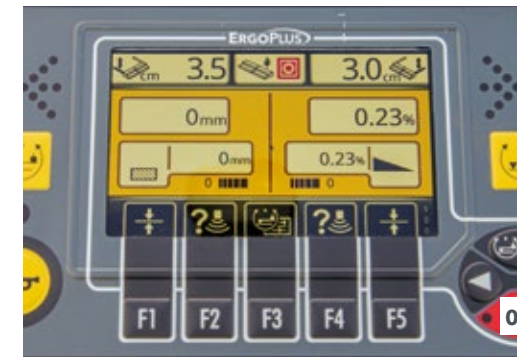 ERGOPLUS
cm 3.5 3.0 cm
0mm 0.23%
0mm 0.23%
0 0
? ?
F1 F2 F3 F4 F5
0